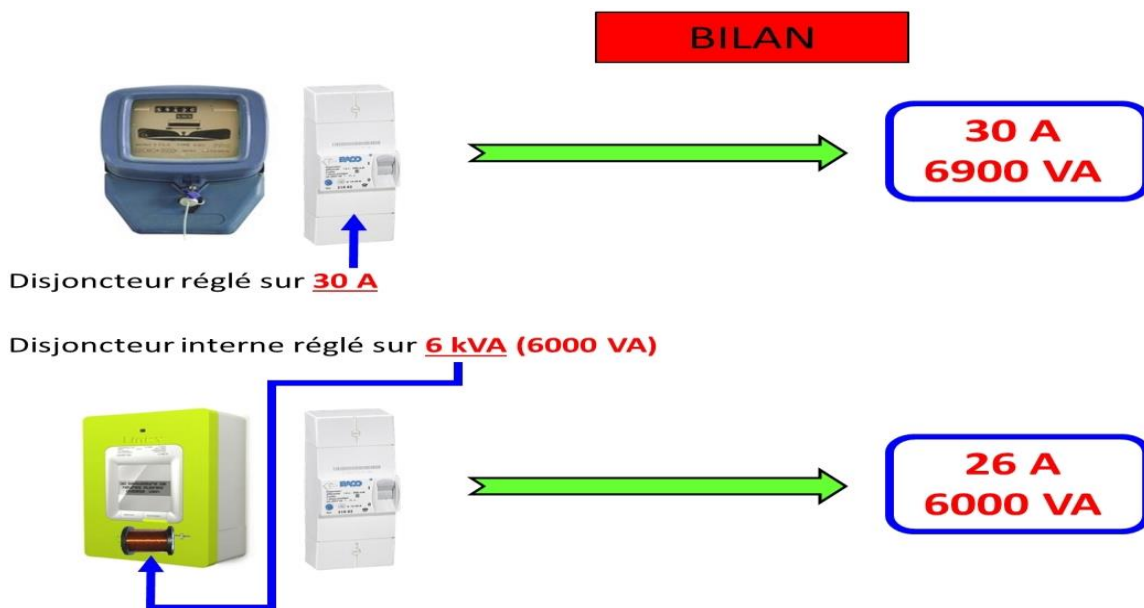 BILAN
30 A
6900 VA
Disjoncteur réglé sur 30 A
Disjoncteur interne réglé sur 6 kVA (6000 VA)
26 A
6000 VA